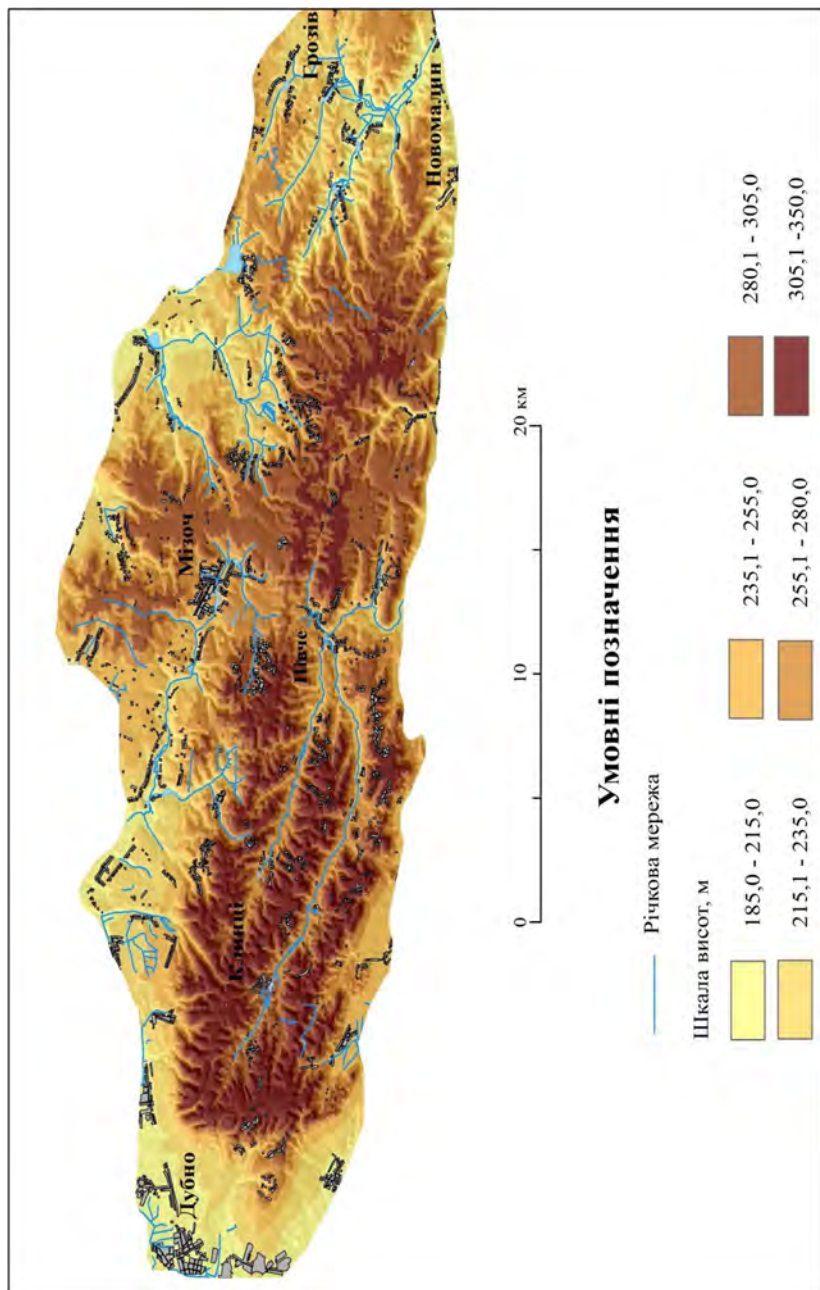 Мізоч
Дубно
Клинці
Півче
Грозів
Новомалин
0 10 20 км
Умовні позначення
Річкова мережа
Шкала висот, м
185,0 - 215,0 235,1 - 255,0 280,1 - 305,0
215,1 - 235,0 255,1 - 280,0 305,1 -350,0